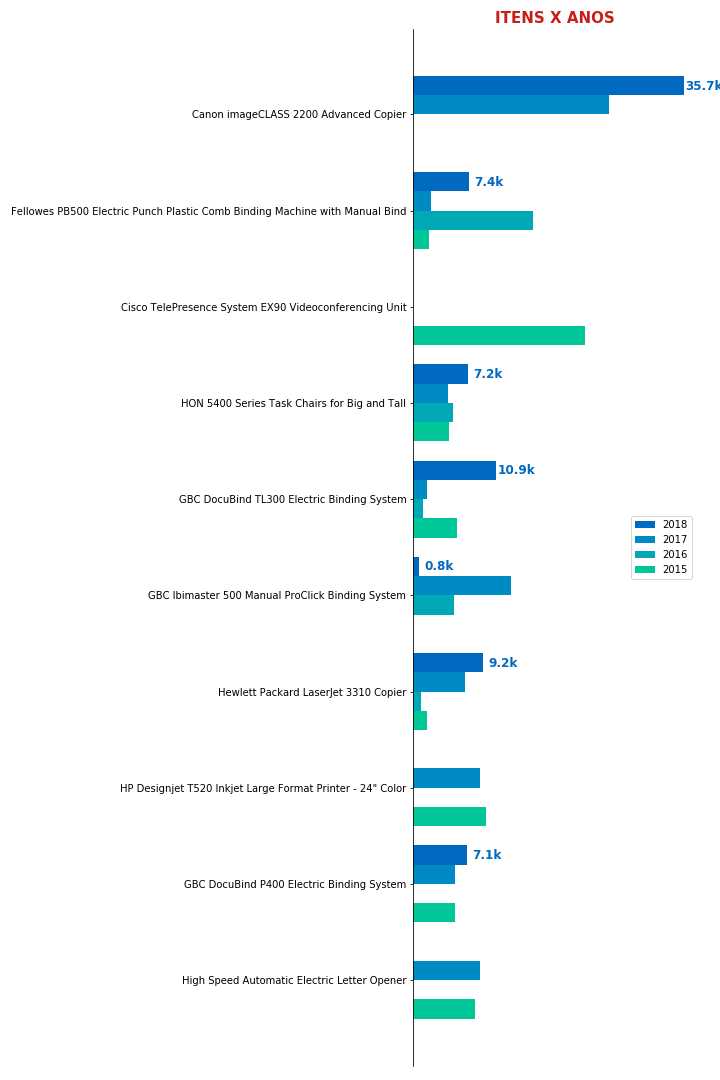 ITENS X ANOS
Canon imageCLASS 2200 Advanced Copier
35.7k
Fellowes PB500 Electric Punch Plastic Comb Binding Machine with Manual Bind
7.4k
Cisco TelePresence System EX90 Videoconferencing Unit
HON 5400 Series Task Chairs for Big and Tall
7.2k
GBC DocuBind TL300 Electric Binding System
10.9k
2018
2017
2016
2015
GBC Ibimaster 500 Manual ProClick Binding System
0.8k
Hewlett Packard LaserJet 3310 Copier
9.2k
HP Designjet T520 Inkjet Large Format Printer - 24" Color
GBC DocuBind P400 Electric Binding System
7.1k
High Speed Automatic Electric Letter Opener